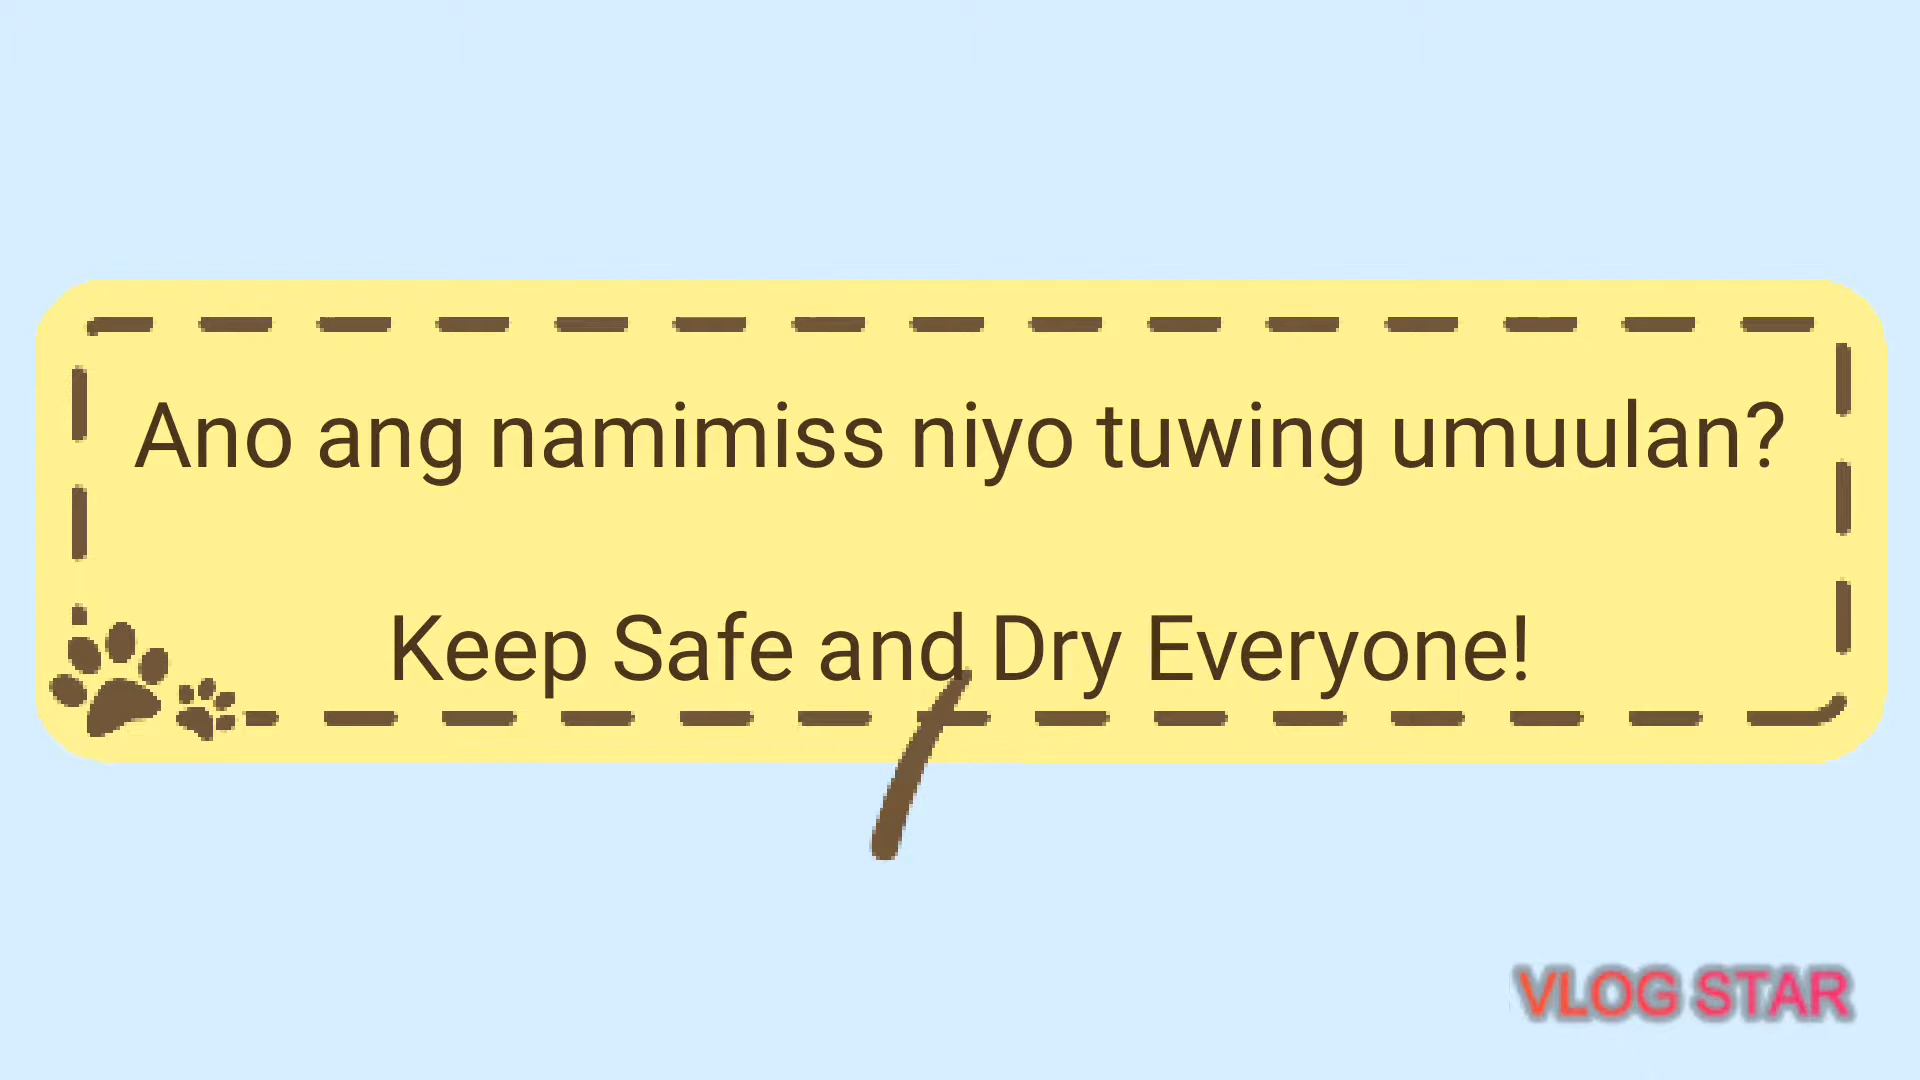 Ano ang namimiss niyo tuwing umuulan?
Keep Safe and Dry Everyone!
VLOG STAR